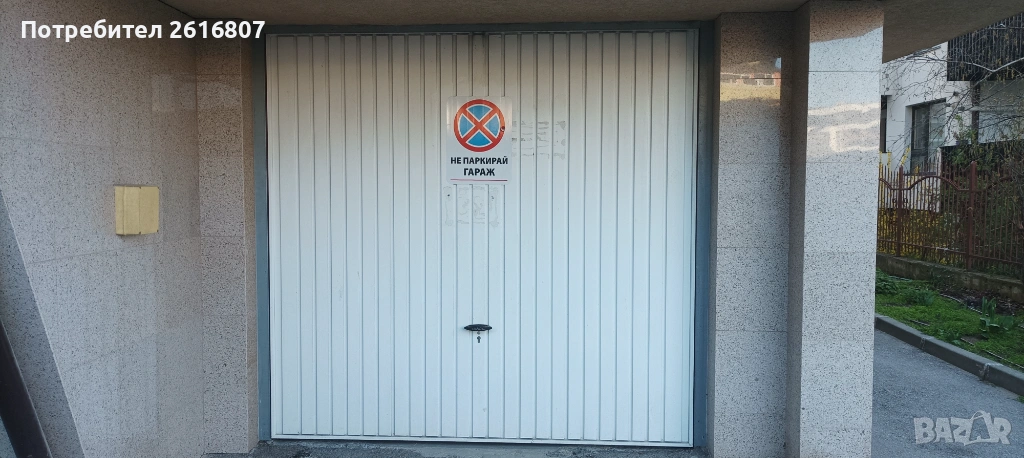 Потребител 2616807
НЕ ПАРКИРАЙ
ГАРАЖ
BAZAR